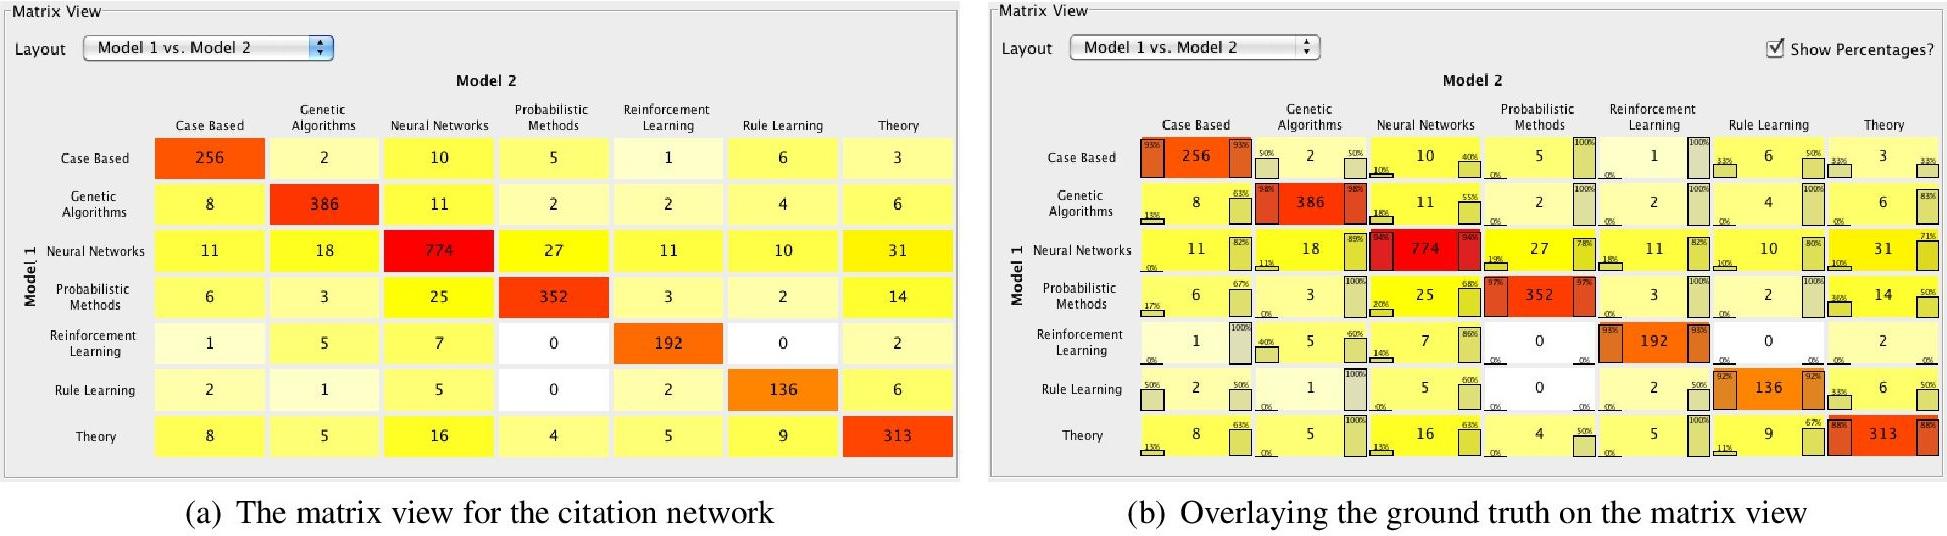 Matrix View
Layout Model 1 vs. Model 2
Model 2
Case Based Genetic Algorithms Neural Networks Probabilistic Methods Reinforcement Learning Rule Learning Theory
Model 1
Case Based 256 2 10 5 1 6 3
Genetic Algorithms 8 386 11 2 2 4 6
Neural Networks 11 18 774 27 11 10 31
Probabilistic Methods 6 3 25 352 3 2 14
Reinforcement Learning 1 5 7 0 192 0 2
Rule Learning 2 1 5 0 2 136 6
Theory 8 5 16 4 5 9 313
(a) The matrix view for the citation network
Matrix View
Layout Model 1 vs. Model 2 Show Percentages?
Model 2
Case Based Genetic Algorithms Neural Networks Probabilistic Methods Reinforcement Learning Rule Learning Theory
Model 1
Case Based 93% 256 93% 50% 2 50% 10% 10 40% 0% 5 100% 0% 1 100% 33% 6 50% 33% 3 33%
Genetic Algorithms 13% 8 63% 98% 386 98% 18% 11 55% 0% 2 100% 0% 2 100% 0% 4 100% 0% 6 83%
Neural Networks 0% 11 82% 11% 18 89% 94% 774 94% 19% 27 78% 18% 11 82% 10% 10 80% 10% 31 71%
Probabilistic Methods 17% 6 67% 0% 3 100% 20% 25 68% 97% 352 97% 0% 3 100% 0% 2 100% 36% 14 50%
Reinforcement Learning 0% 1 100% 40% 5 60% 14% 7 86% 0% 0 0% 93% 192 93% 0% 0 0% 0% 2 0%
Rule Learning 50% 2 50% 0% 1 100% 0% 5 60% 0% 0 0% 0% 2 50% 92% 136 92% 33% 6 50%
Theory 13% 8 63% 0% 5 100% 13% 16 63% 0% 4 50% 0% 5 100% 11% 9 67% 88% 313 88%
(b) Overlaying the ground truth on the matrix view